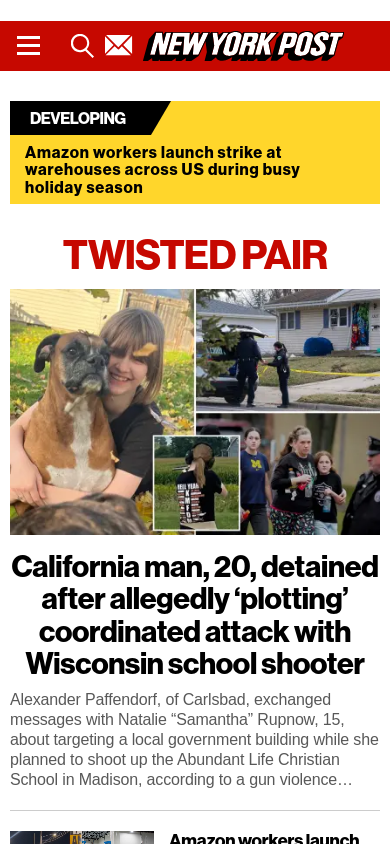 NEW YORK POST
DEVELOPING
Amazon workers launch strike at
warehouses across US during busy
holiday season
TWISTED PAIR
California man, 20, detained
after allegedly ‘plotting’
coordinated attack with
Wisconsin school shooter
Alexander Paffendorf, of Carlsbad, exchanged
messages with Natalie “Samantha” Rupnow, 15,
about targeting a local government building while she
planned to shoot up the Abundant Life Christian
School in Madison, according to a gun violence…
Amazon workers launch